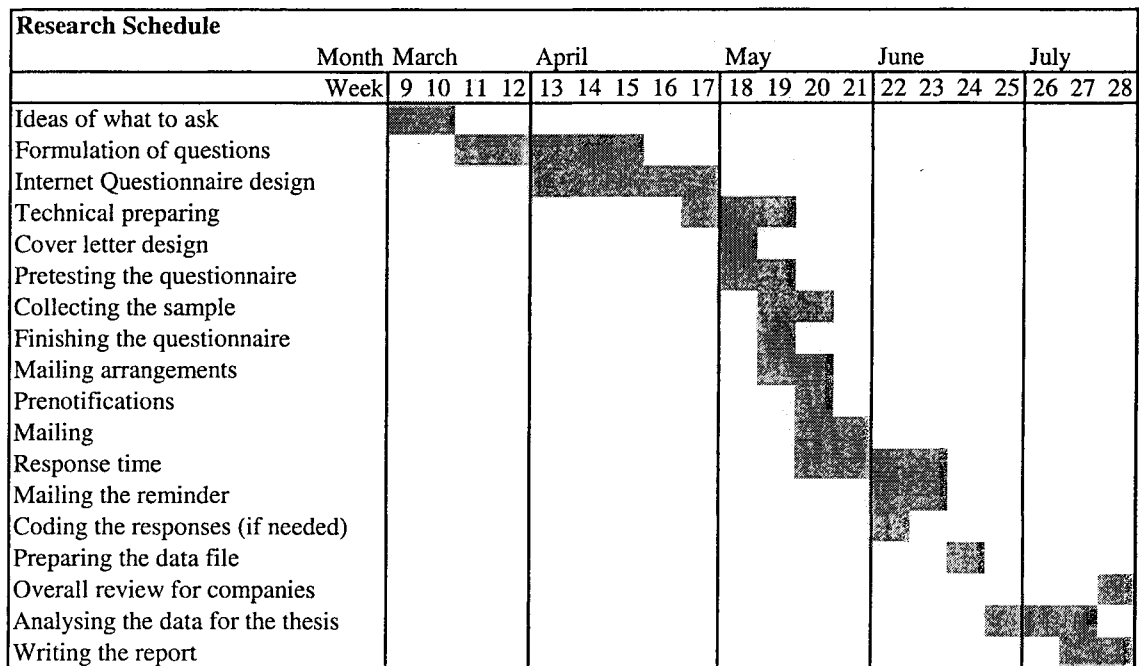 Research Schedule
Month March April May June July
Week 9 10 11 12 13 14 15 16 17 18 19 20 21 22 23 24 25 26 27 28
Ideas of what to ask
Formulation of questions
Internet Questionnaire design
Technical preparing
Cover letter design
Pretesting the questionnaire
Collecting the sample
Finishing the questionnaire
Mailing arrangements
Prenotifications
Mailing
Response time
Mailing the reminder
Coding the responses (if needed)
Preparing the data file
Overall review for companies
Analysing the data for the thesis
Writing the report